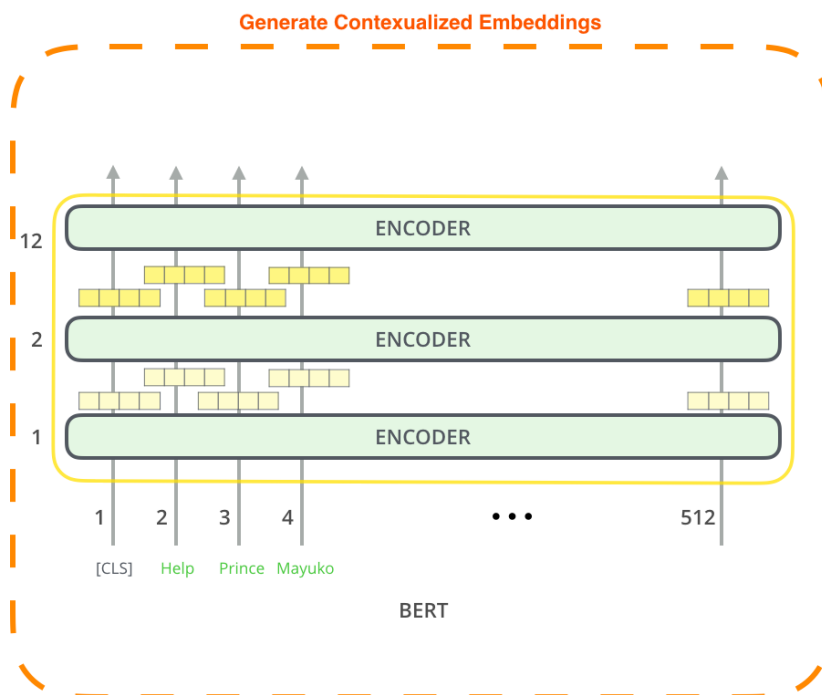 Generate Contexualized Embeddings
ENCODER
12
2
ENCODER
1
ENCODER
1 2 3 4 ••• 512
[CLS] Help Prince Mayuko
BERT